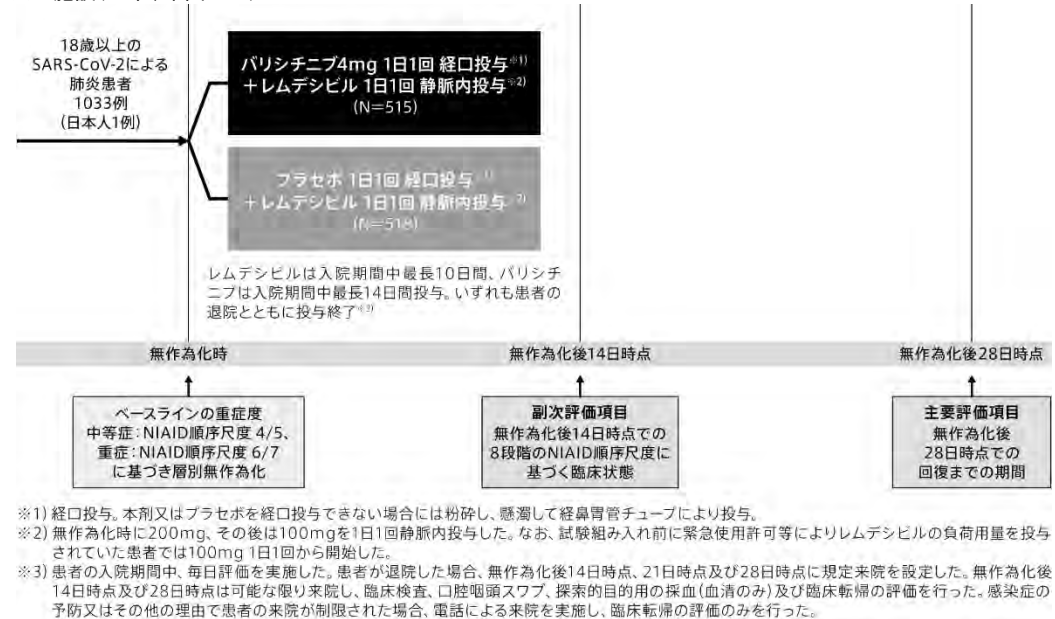 18歳以上の
SARS-CoV-2による
肺炎患者
1033例
(日本人1例)
バリシチニブ4mg 1日1回 経口投与※1)
+レムデシビル 1日1回 静脈内投与※2)
(N=515)
プラセボ 1日1回 経口投与※1)
+レムデシビル 1日1回 静脈内投与※2)
(N=518)
レムデシビルは入院期間中最長10日間、バリシチ
ニブは入院期間中最長14日間投与。いずれも患者の
退院とともに投与終了※3)
無作為化時
無作為化後14日時点
無作為化後28日時点
ベースラインの重症度
中等症:NIAID順序尺度 4/5、
重症:NIAID順序尺度 6/7
に基づき層別無作為化
副次評価項目
無作為化後14日時点での
8段階のNIAID順序尺度に
基づく臨床状態
主要評価項目
無作為化後
28日時点での
回復までの期間
※1) 経口投与。本剤又はプラセボを経口投与できない場合には粉砕し、懸濁して経鼻胃管チューブにより投与。
※2) 無作為化時に200mg、その後は100mgを1日1回静脈内投与した。なお、試験組み入れ前に緊急使用許可等によりレムデシビルの負荷用量を投与
されていた患者では100mg 1日1回から開始した。
※3) 患者の入院期間中、毎日評価を実施した。患者が退院した場合、無作為化後14日時点、21日時点及び28日時点に規定来院を設定した。無作為化後
14日時点及び28日時点は可能な限り来院し、臨床検査、口腔咽頭スワブ、探索的目的用の採血(血清のみ)及び臨床転帰の評価を行った。感染症の
予防又はその他の理由で患者の来院が制限された場合、電話による来院を実施し、臨床転帰の評価のみを行った。